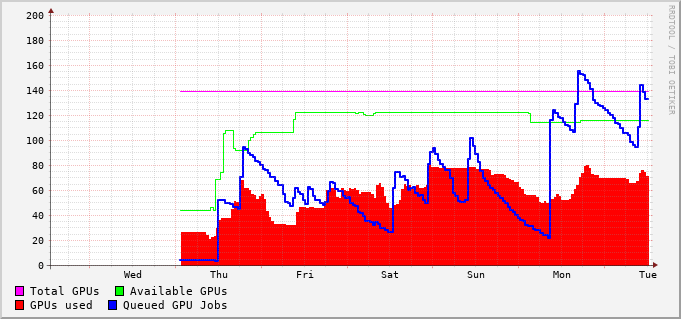 200
180
160
140
120
100
80
60
40
20
0
Wed Thu Fri Sat Sun Mon Tue
Total GPUs Available GPUs
GPUs used Queued GPU Jobs
RRDTOOL / TOBI OETIKER